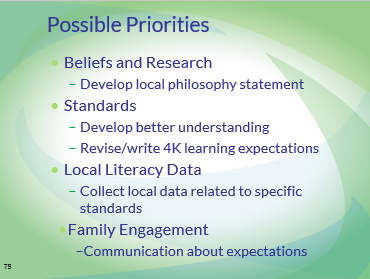 Possible Priorities
• Beliefs and Research
– Develop local philosophy statement
• Standards
– Develop better understanding
– Revise/write 4K learning expectations
• Local Literacy Data
– Collect local data related to specific
standards
•Family Engagement
–Communication about expectations
79